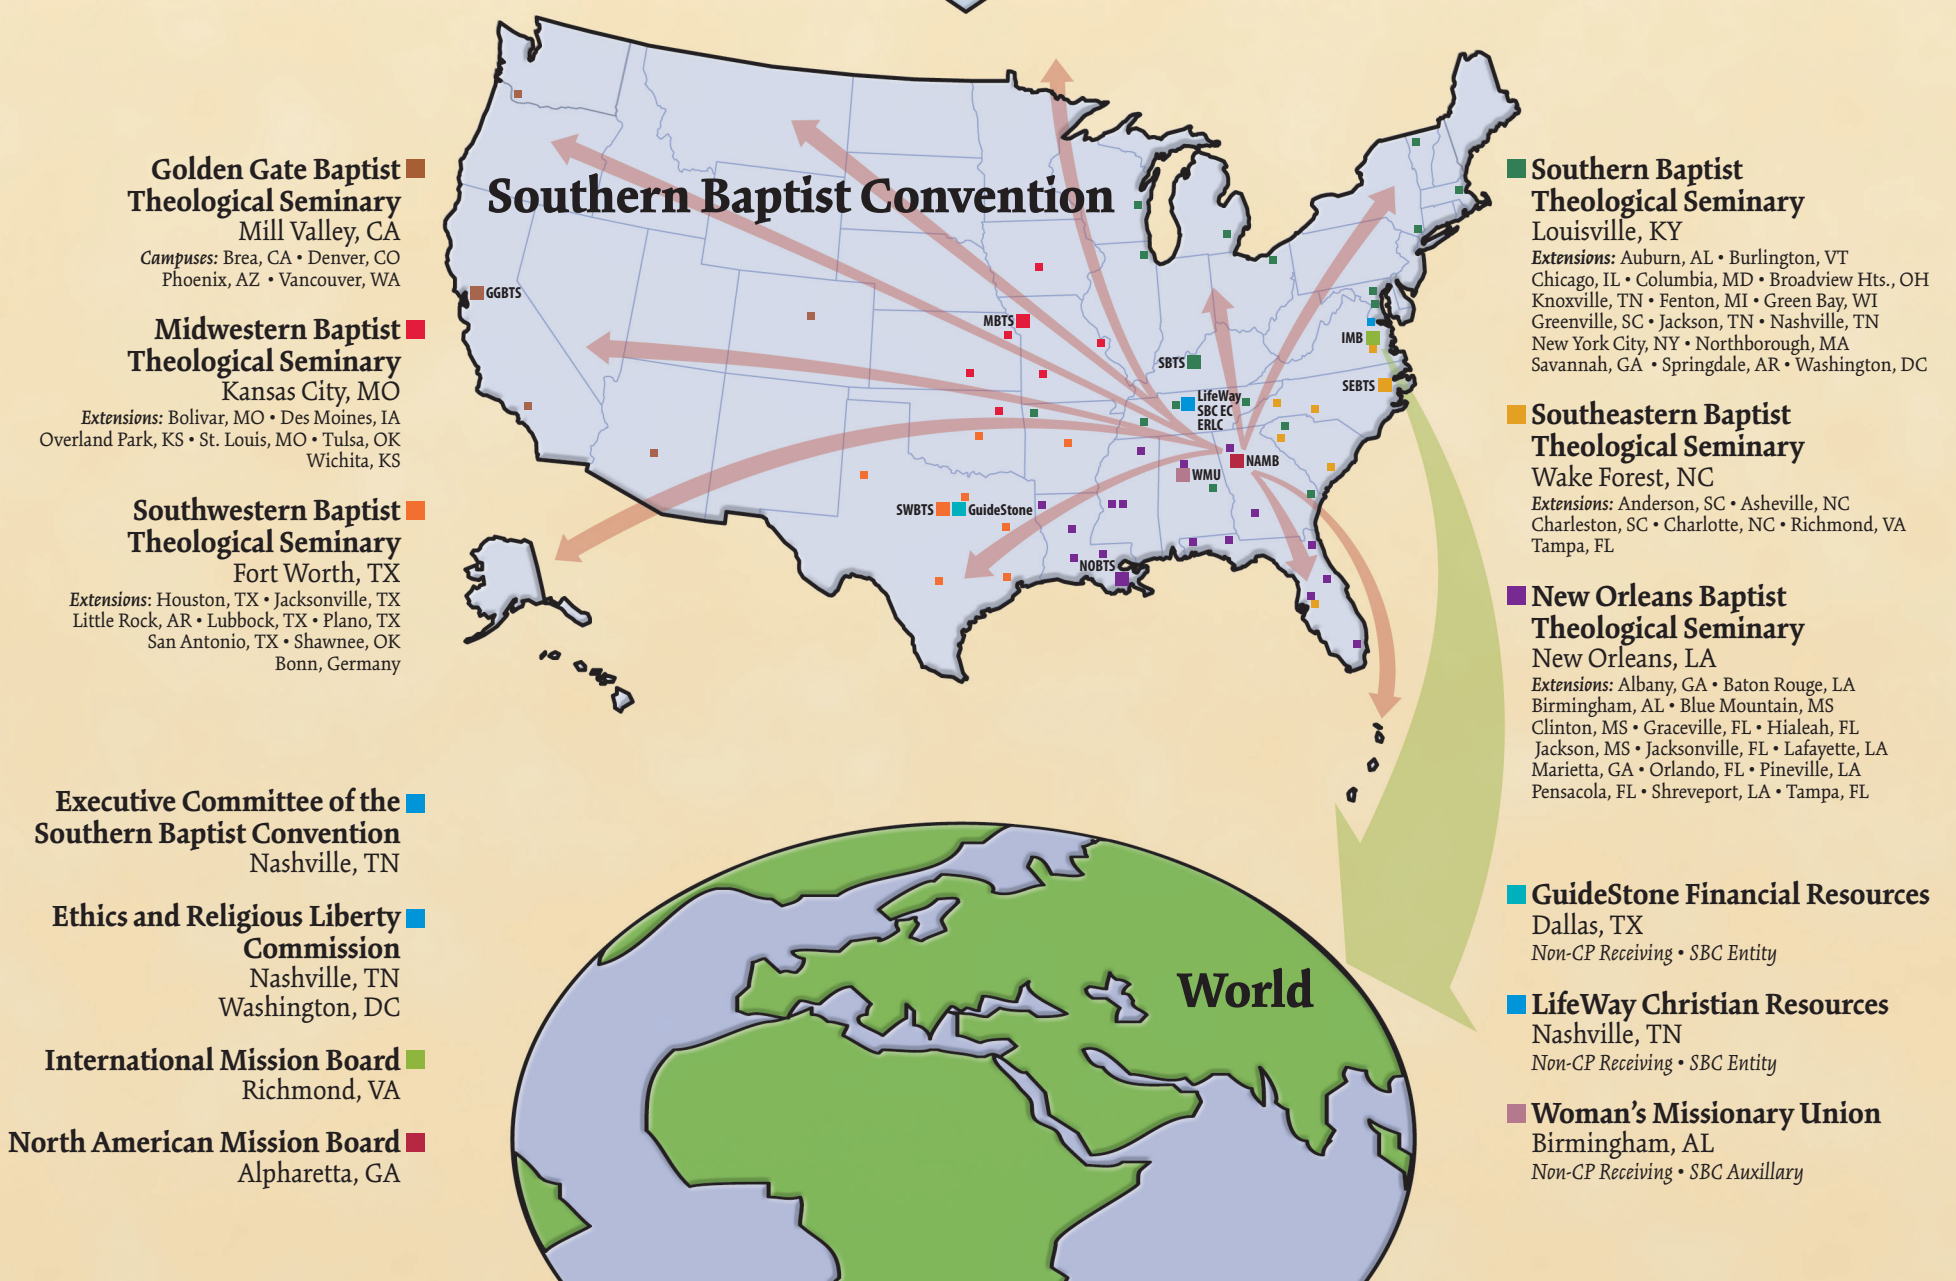 Southern Baptist Convention
GGBTS
MBTS
SBTS
IMB
SEBTS
LifeWay
SBC EC
ERLC
NAMB
WMU
SWBTS
GuideStone
NOBTS
Golden Gate Baptist
Theological Seminary
Mill Valley, CA
Campuses: Brea, CA • Denver, CO
Phoenix, AZ • Vancouver, WA
Midwestern Baptist
Theological Seminary
Kansas City, MO
Extensions: Bolivar, MO • Des Moines, IA
Overland Park, KS • St. Louis, MO • Tulsa, OK
Wichita, KS
Southwestern Baptist
Theological Seminary
Fort Worth, TX
Extensions: Houston, TX • Jacksonville, TX
Little Rock, AR • Lubbock, TX • Plano, TX
San Antonio, TX • Shawnee, OK
Bonn, Germany
Executive Committee of the
Southern Baptist Convention
Nashville, TN
Ethics and Religious Liberty
Commission
Nashville, TN
Washington, DC
International Mission Board
Richmond, VA
North American Mission Board
Alpharetta, GA
Southern Baptist
Theological Seminary
Louisville, KY
Extensions: Auburn, AL • Burlington, VT
Chicago, IL • Columbia, MD • Broadview Hts., OH
Knoxville, TN • Fenton, MI • Green Bay, WI
Greenville, SC • Jackson, TN • Nashville, TN
New York City, NY • Northborough, MA
Savannah, GA • Springdale, AR • Washington, DC
Southeastern Baptist
Theological Seminary
Wake Forest, NC
Extensions: Anderson, SC • Asheville, NC
Charleston, SC • Charlotte, NC • Richmond, VA
Tampa, FL
New Orleans Baptist
Theological Seminary
New Orleans, LA
Extensions: Albany, GA • Baton Rouge, LA
Birmingham, AL • Blue Mountain, MS
Clinton, MS • Graceville, FL • Hialeah, FL
Jackson, MS • Jacksonville, FL • Lafayette, LA
Marietta, GA • Orlando, FL • Pineville, LA
Pensacola, FL • Shreveport, LA • Tampa, FL
GuideStone Financial Resources
Dallas, TX
Non-CP Receiving • SBC Entity
LifeWay Christian Resources
Nashville, TN
Non-CP Receiving • SBC Entity
Woman's Missionary Union
Birmingham, AL
Non-CP Receiving • SBC Auxillary
World